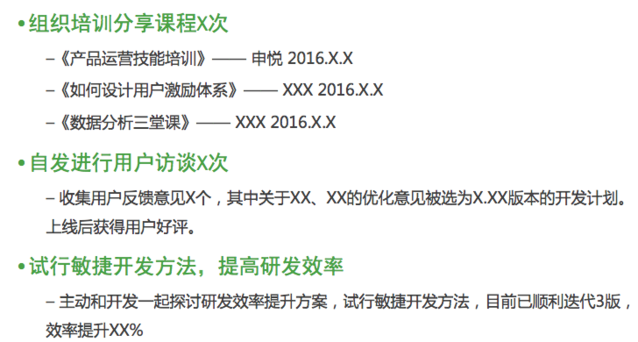 •组织培训分享课程X次
–《产品运营技能培训》—— 申悦 2016.X.X
–《如何设计用户激励体系》—— XXX 2016.X.X
–《数据分析三堂课》—— XXX 2016.X.X
•自发进行用户访谈X次
– 收集用户反馈意见X个，其中关于XX、XX的优化意见被选为X.XX版本的开发计划。
上线后获得用户好评。
•试行敏捷开发方法，提高研发效率
– 主动和开发一起探讨研发效率提升方案，试行敏捷开发方法，目前已顺利迭代3版，
效率提升XX%